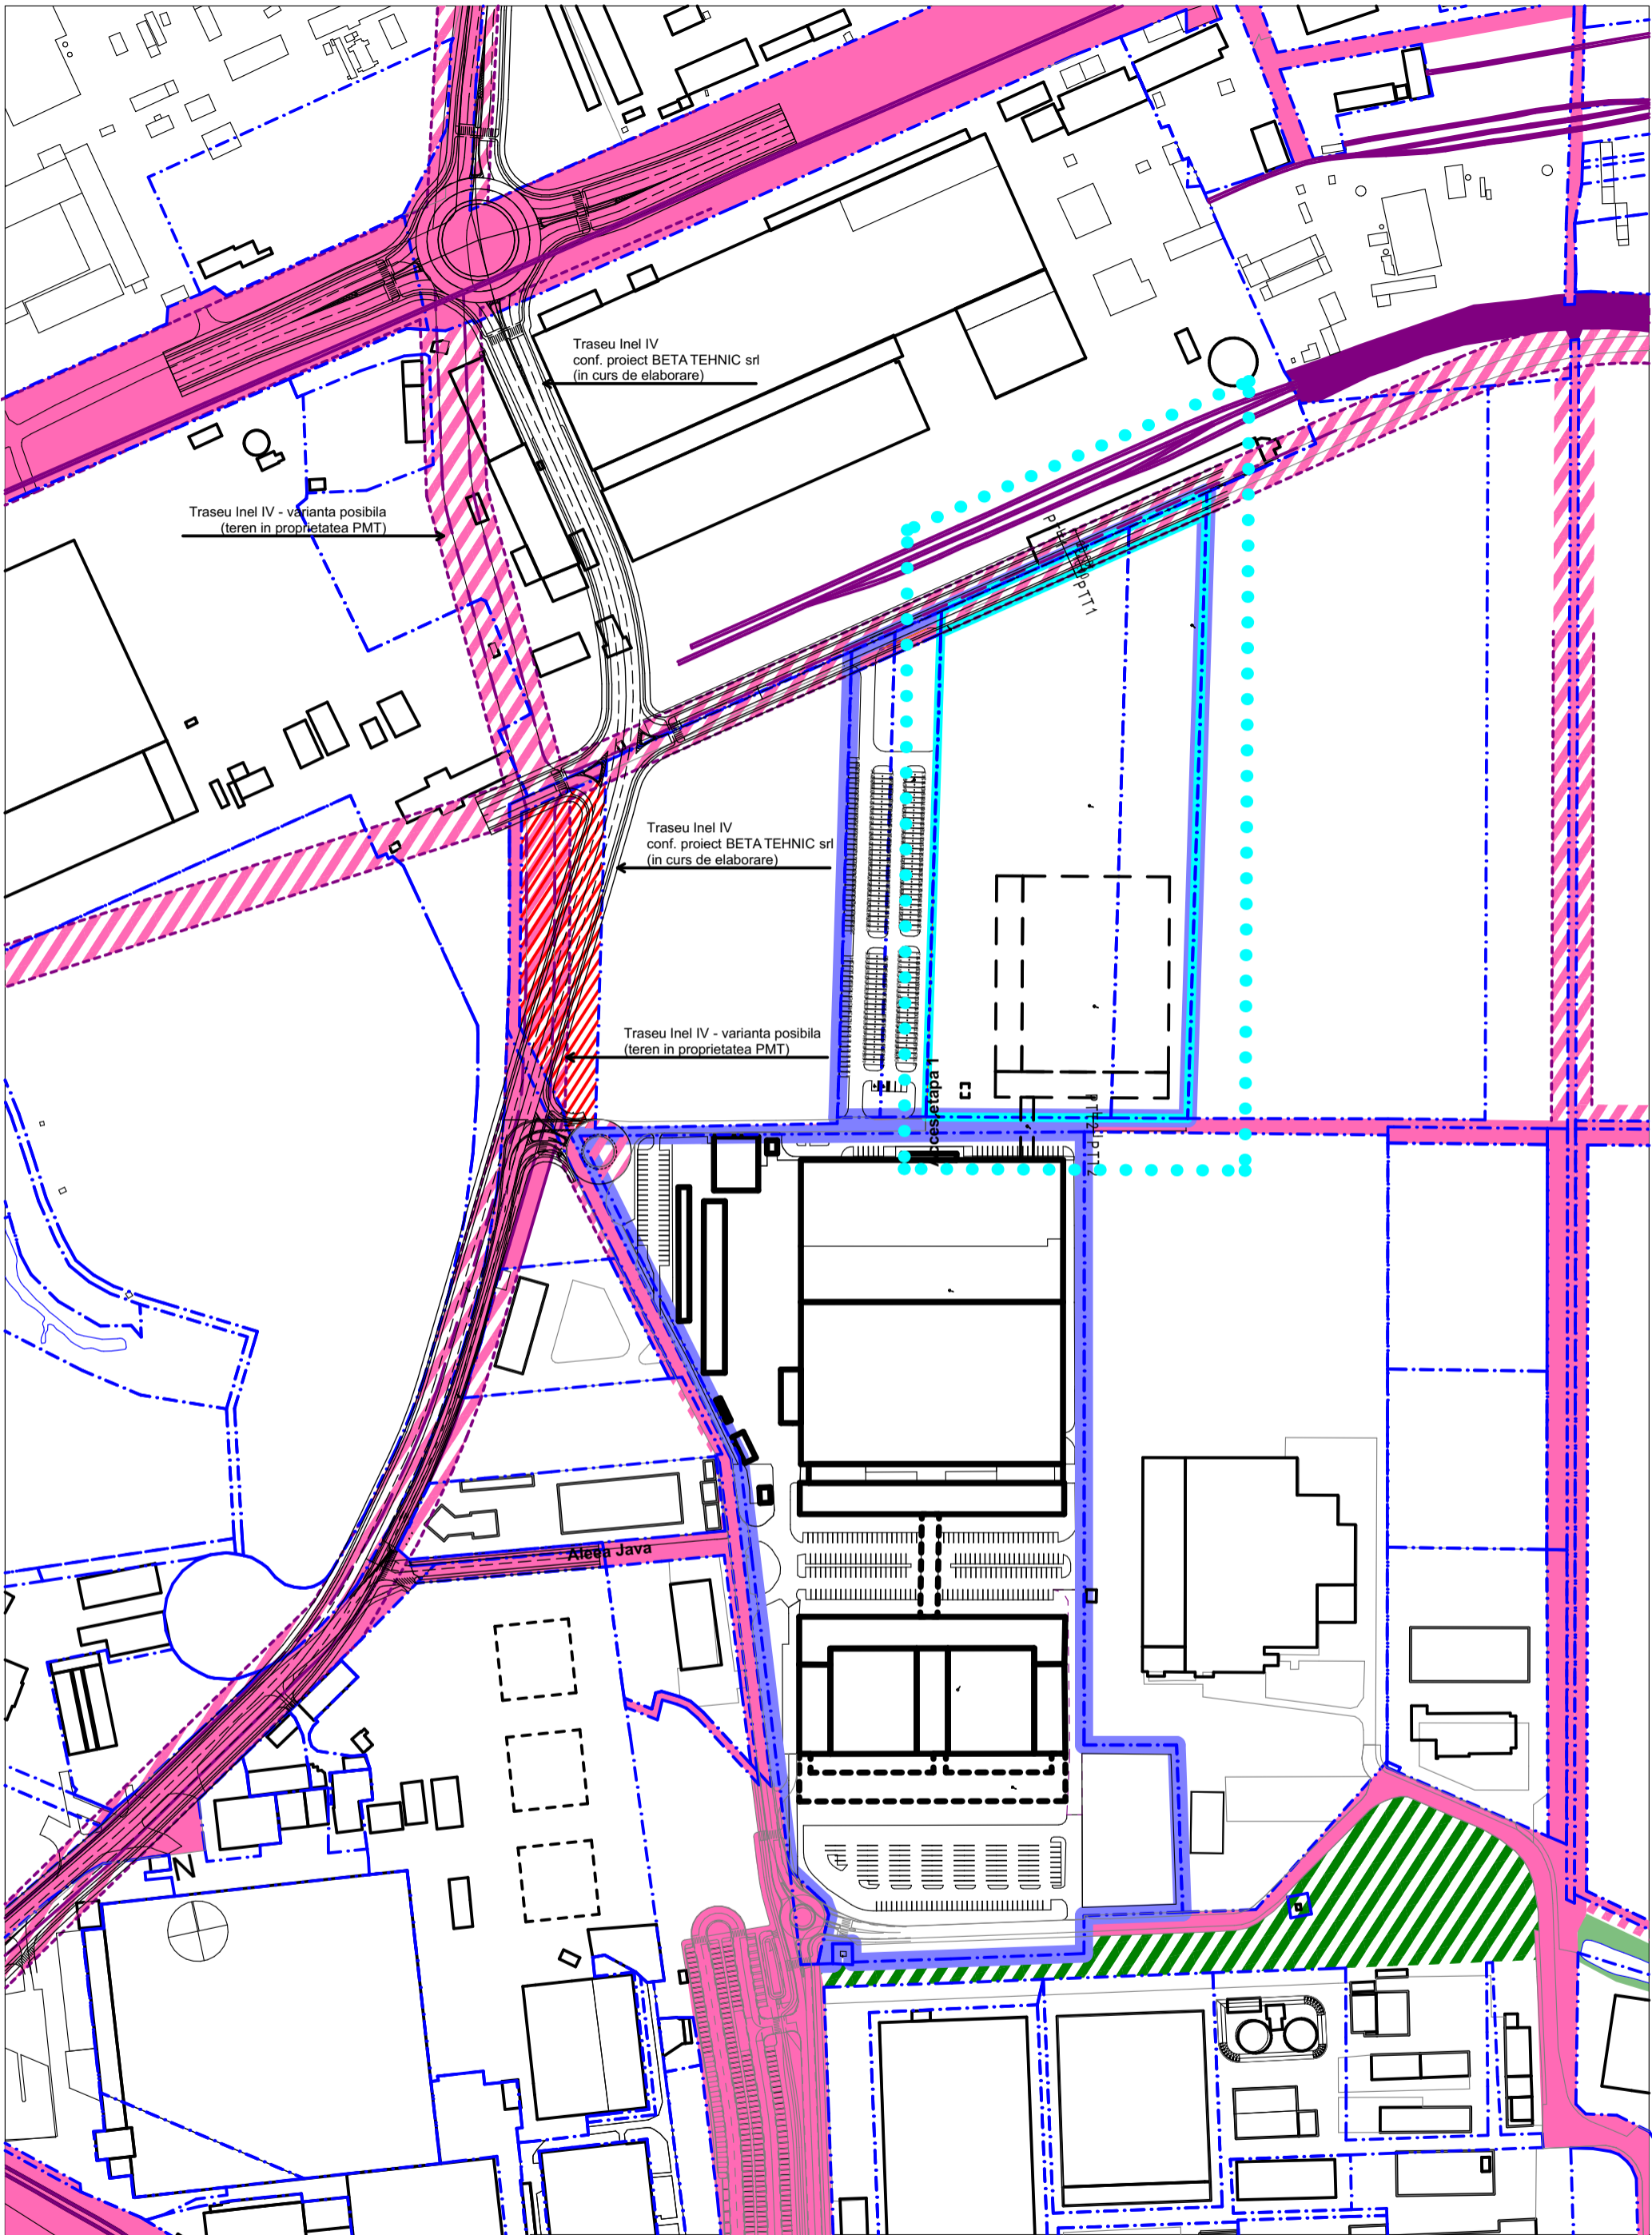 Traseu Inel IV
conf. proiect BETA TEHNIC srl
(in curs de elaborare)
Traseu Inel IV - varianta posibila
(teren in proprietatea PMT)
PTT1
Traseu Inel IV
conf. proiect BETA TEHNIC srl
(in curs de elaborare)
Traseu Inel IV - varianta posibila
(teren in proprietatea PMT)
Acces etapa 1
Aleea Java
N